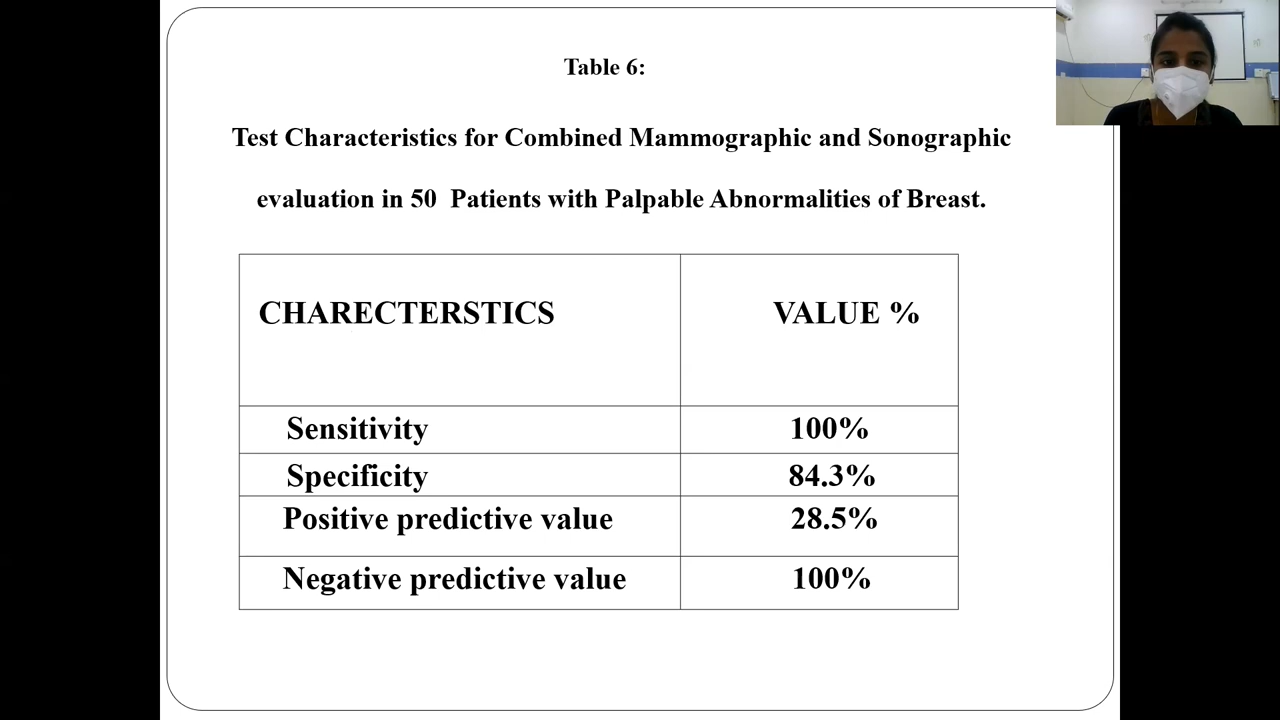 Table 6:
Test Characteristics for Combined Mammographic and Sonographic
evaluation in 50 Patients with Palpable Abnormalities of Breast.
CHARECTERSTICS VALUE %
Sensitivity 100%
Specificity 84.3%
Positive predictive value 28.5%
Negative predictive value 100%